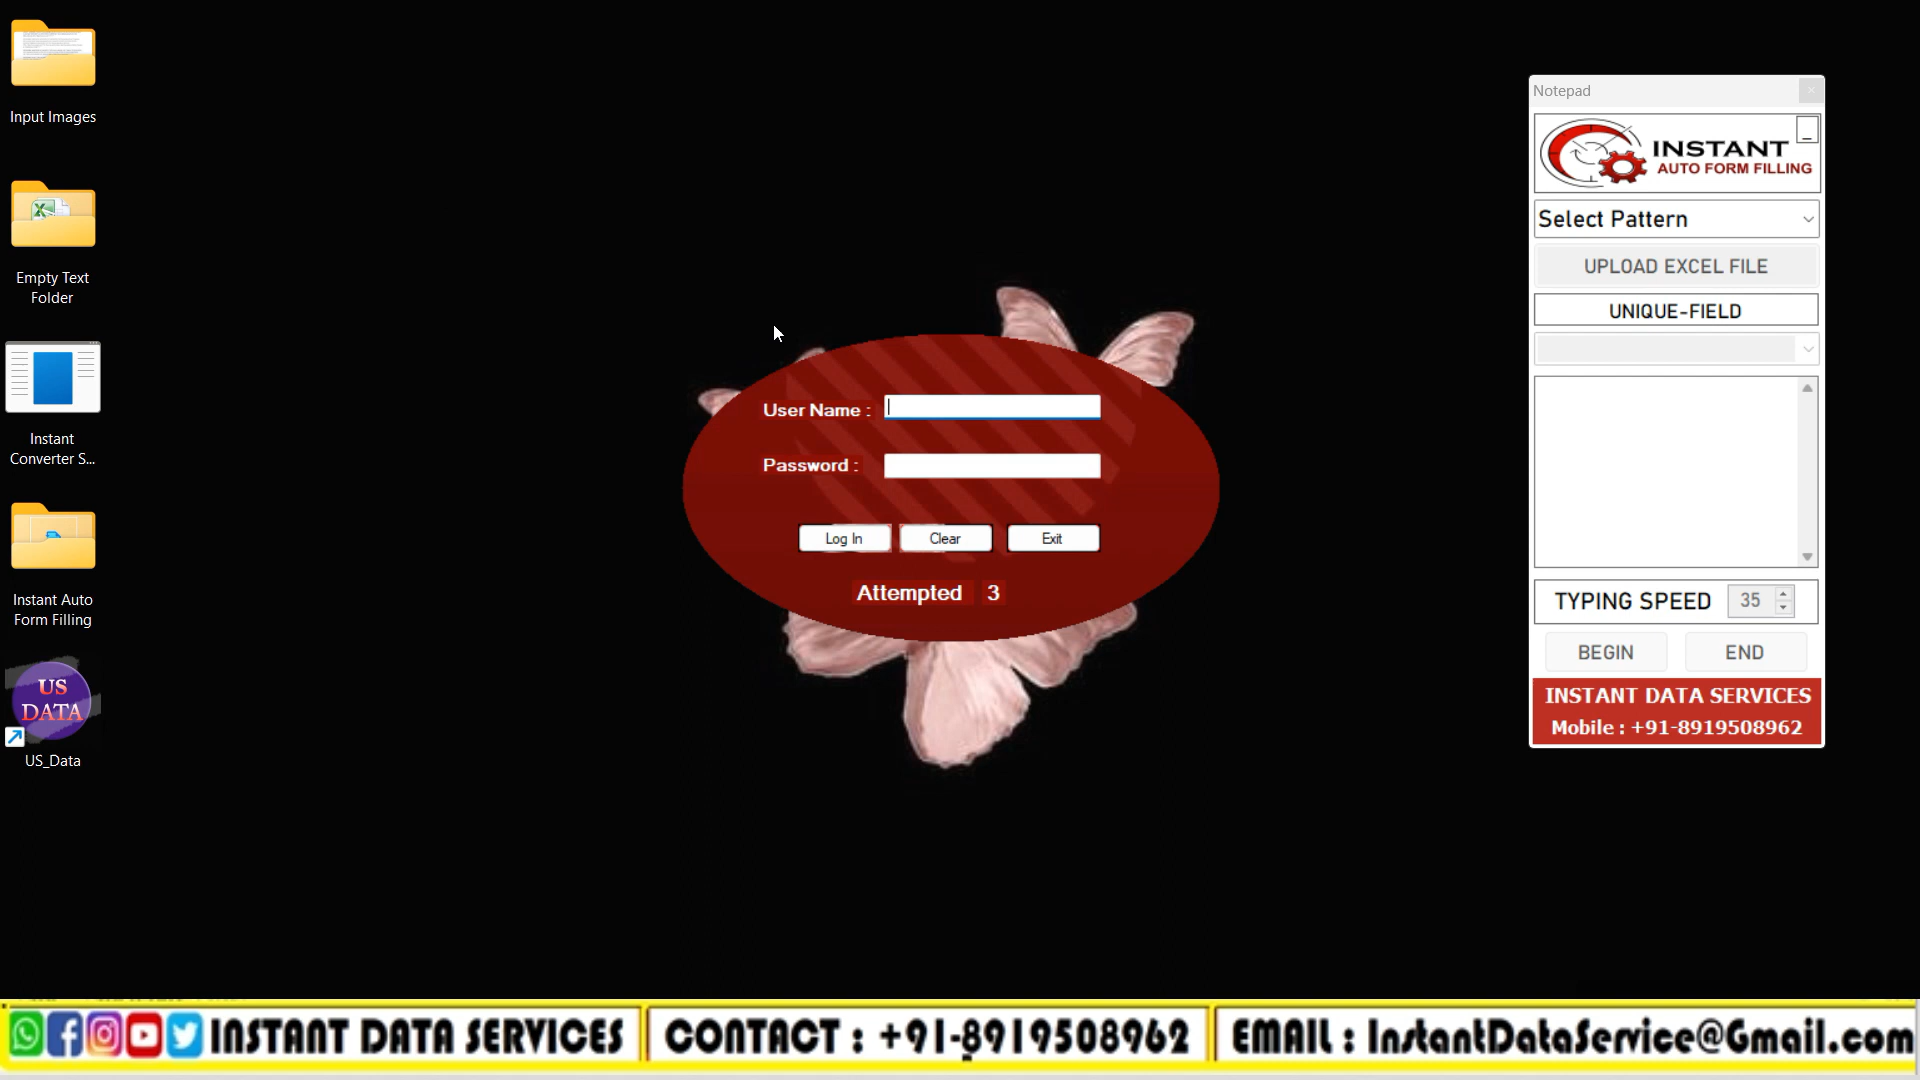 Input Images
Empty Text
Folder
Instant
Converter S...
Instant Auto
Form Filling
US
DATA
US_Data
User Name :
Password :
Log In
Clear
Exit
Attempted 3
Notepad
INSTANT
AUTO FORM FILLING
Select Pattern
UPLOAD EXCEL FILE
UNIQUE-FIELD
TYPING SPEED 35
BEGIN
END
INSTANT DATA SERVICES
Mobile : +91-8919508962
INSTANT DATA SERVICES
CONTACT : +91-8919508962
EMAIL : InstantDataService@Gmail.com